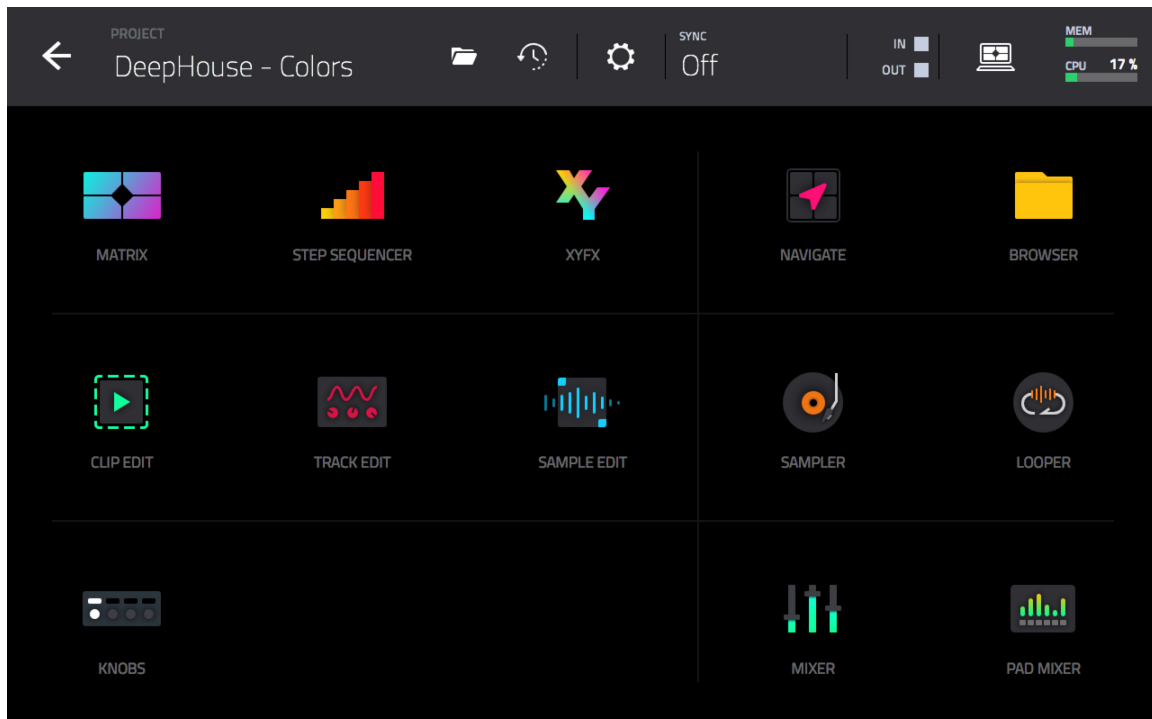 PROJECT
DeepHouse - Colors
SYNC
Off
IN
OUT
MEM
CPU 17 %
MATRIX
STEP SEQUENCER
XYFX
NAVIGATE
BROWSER
CLIP EDIT
TRACK EDIT
SAMPLE EDIT
SAMPLER
LOOPER
KNOBS
MIXER
PAD MIXER